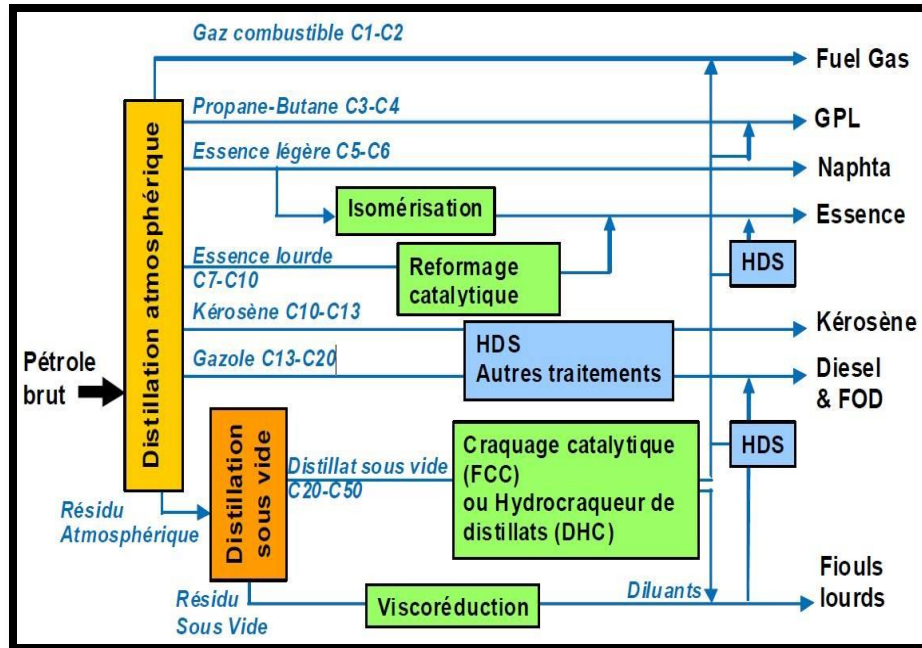 Gaz combustible C1-C2
Fuel Gas
Propane-Butane C3-C4
GPL
Essence légère C5-C6
Naphta
Isomérisation
Essence
Essence lourde
C7-C10
Reformage
catalytique
HDS
Kérosène C10-C13
Kérosène
HDS
Autres traitements
Gazole C13-C20
Diesel
& FOD
Pétrole
brut
Distillation atmosphérique
Distillation
sous vide
Distillat sous vide
C20-C50
Craquage catalytique
(FCC)
ou Hydrocraqueur de
distillats (DHC)
HDS
Résidu
Atmosphérique
Résidu
Sous Vide
Viscoréduction
Diluants
Fiouls
lourds